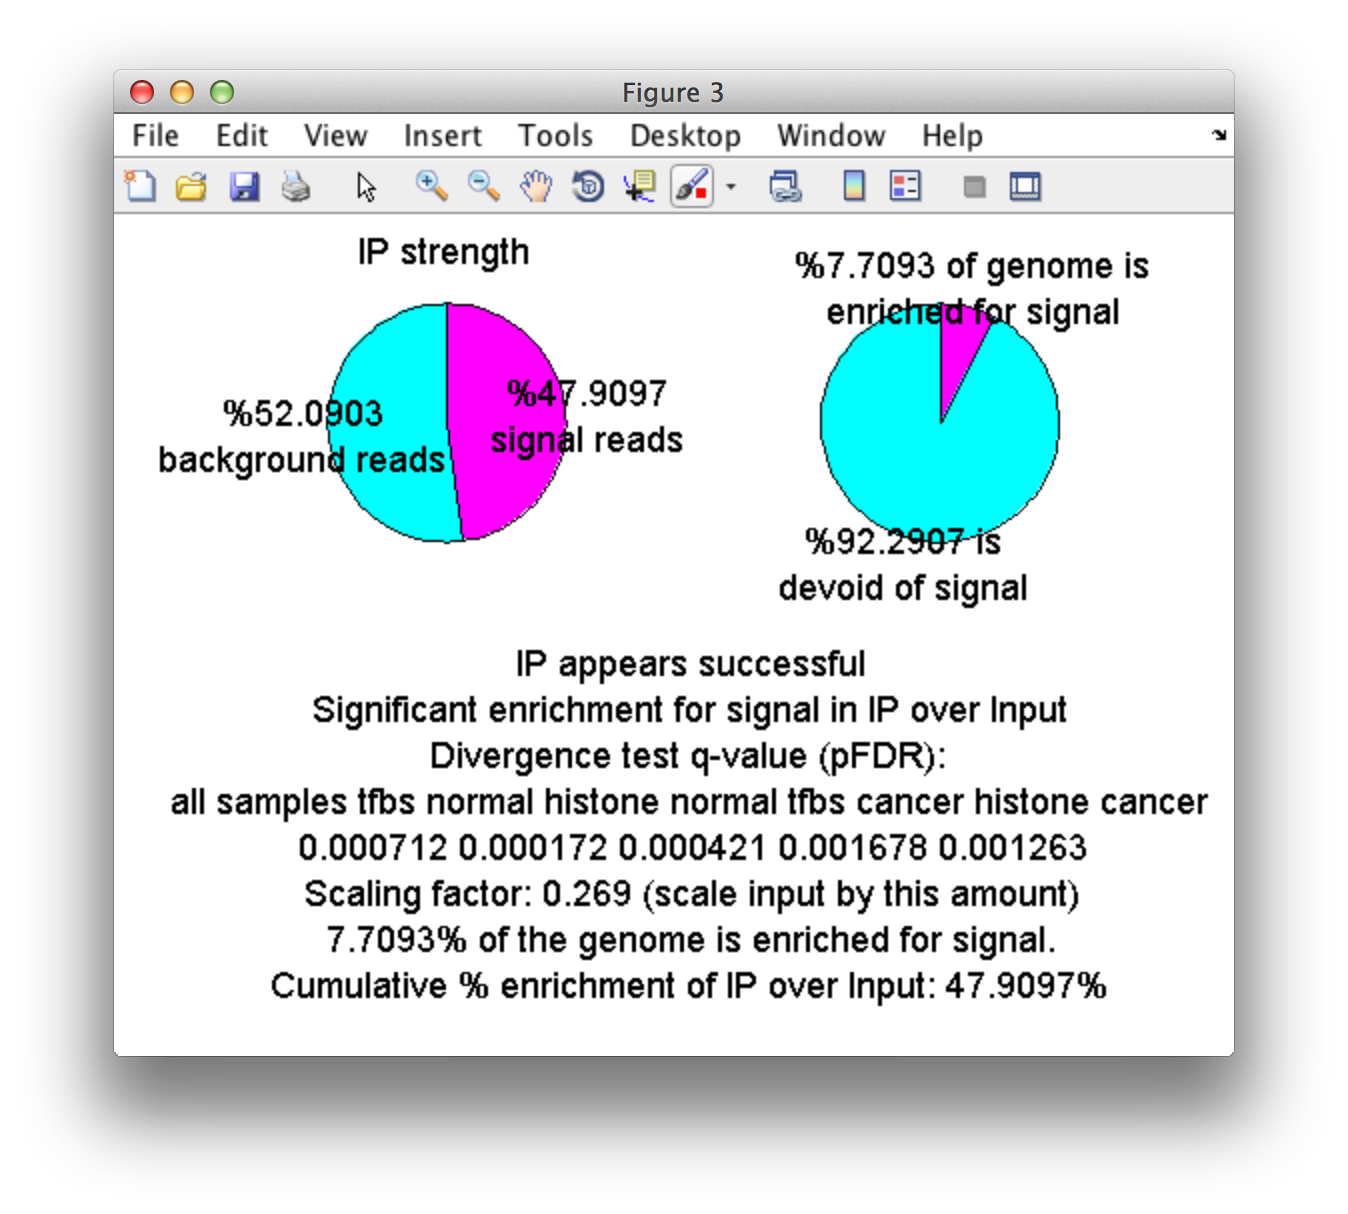 Figure 3
File Edit View Insert Tools Desktop Window Help
IP strength
%52.0903
background reads
%47.9097
signal reads
%7.7093 of genome is
enriched for signal
%92.2907 is
devoid of signal
IP appears successful
Significant enrichment for signal in IP over Input
Divergence test q-value (pFDR):
all samples tfbs normal histone normal tfbs cancer histone cancer
0.000712 0.000172 0.000421 0.001678 0.001263
Scaling factor: 0.269 (scale input by this amount)
7.7093% of the genome is enriched for signal.
Cumulative % enrichment of IP over Input: 47.9097%